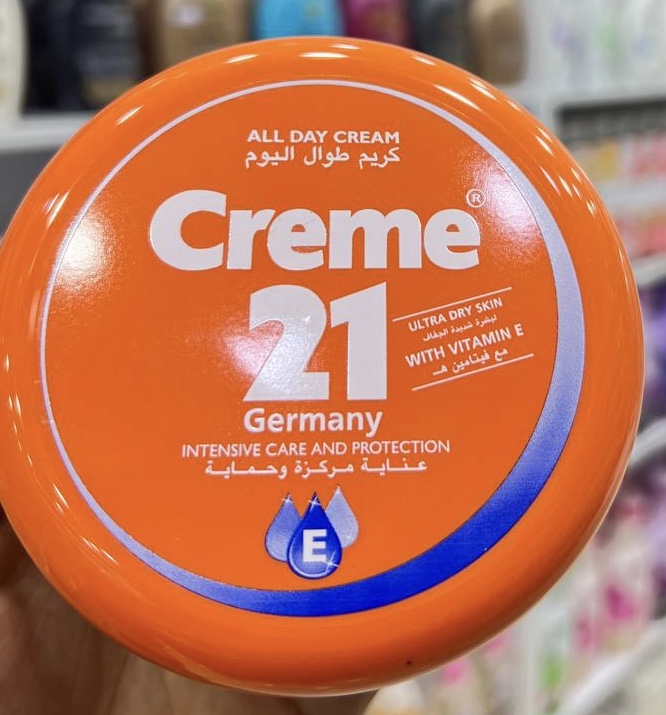 ALL DAY CREAM
كريم طوال اليوم
Creme®
21
ULTRA DRY SKIN
لبشرة شديدة الجفاف
WITH VITAMIN E
مع فيتامين هـ
Germany
INTENSIVE CARE AND PROTECTION
عناية مركزة وحماية
E